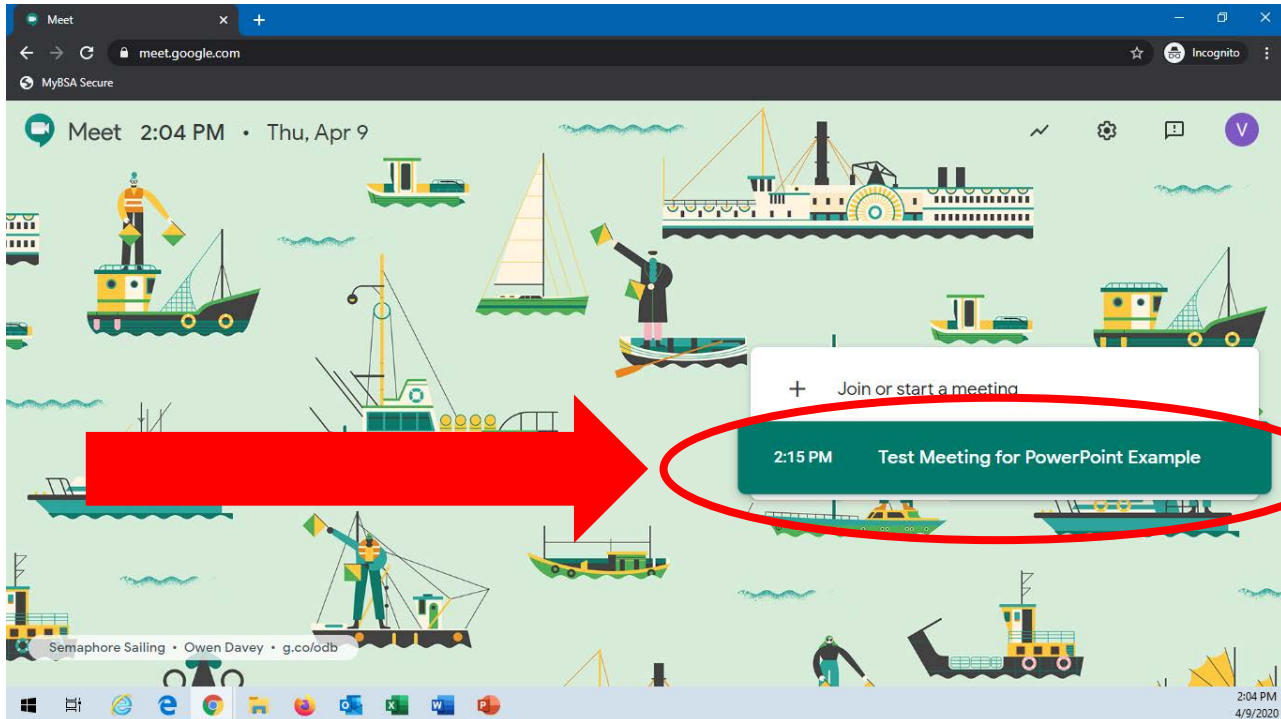 Meet
meet.google.com
Incognito
MyBSA Secure
Meet 2:04 PM • Thu, Apr 9
V
Join or start a meeting
2:15 PM Test Meeting for PowerPoint Example
Semaphore Sailing • Owen Davey • g.co/odb
2:04 PM
4/9/2020